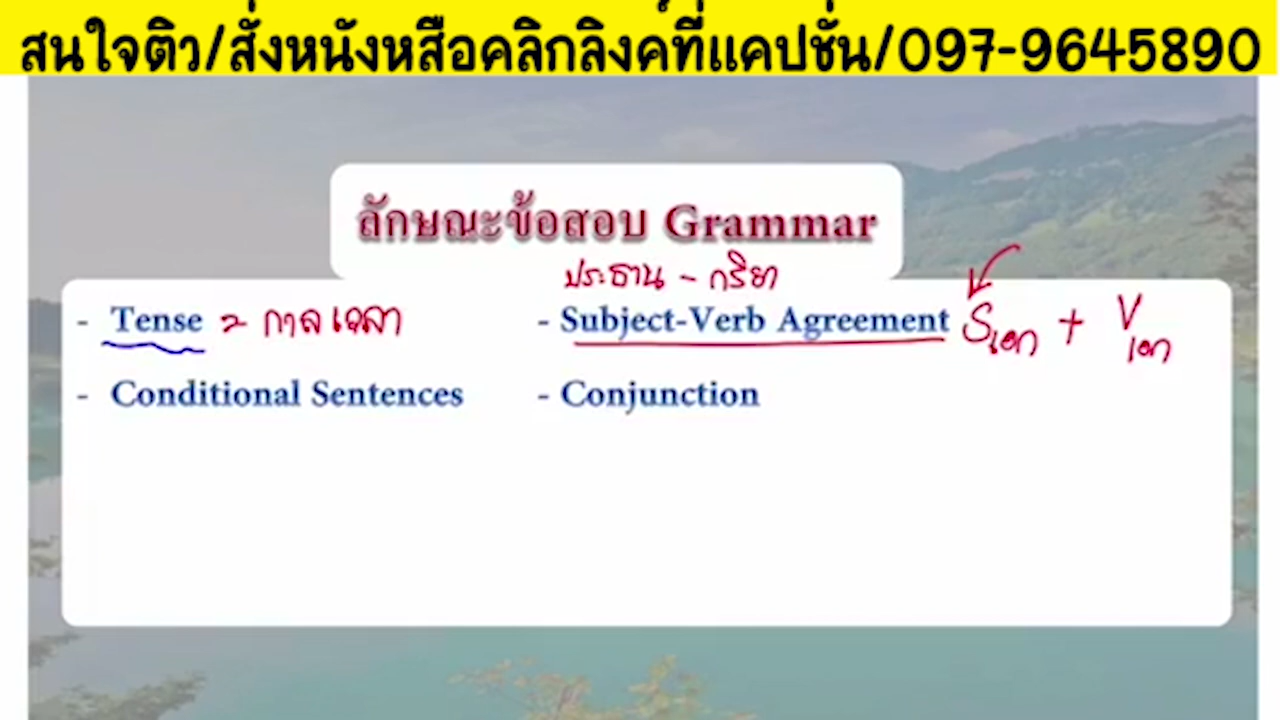 สนใจติว/สั่งหนังหสือคลิกลิงค์ที่แคปชั่น/097-9645890
ลักษณะข้อสอบ Grammar
ประธาน - กริยา
- Tense = กาลเวลา
- Subject-Verb Agreement Sเอก + Vเอก
- Conditional Sentences
- Conjunction